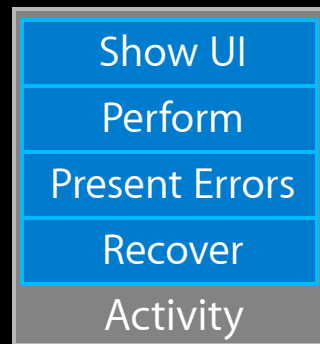 Show UI
Perform
Present Errors
Recover
Activity